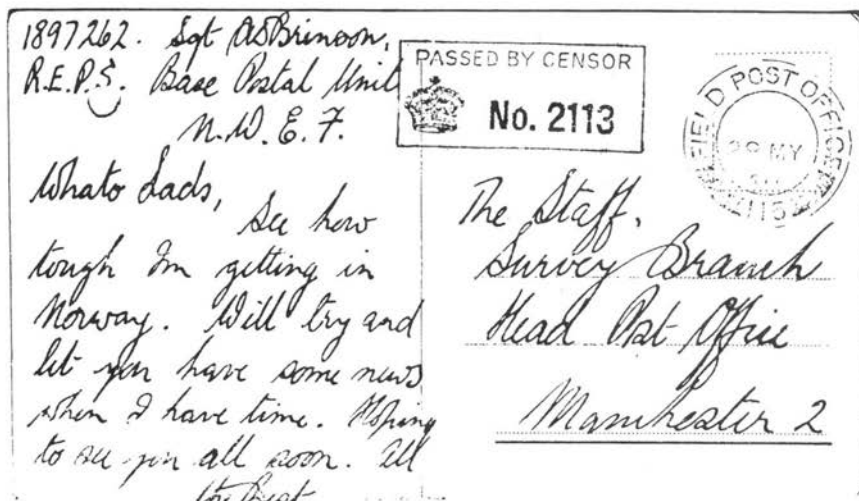 1897262. Sgt
R.E.P.S. Base Postal Unit
N.W.E.F.
Whato Lads,
See how
tough Im getting in
Norway. Will try and
let you have some news
when I have time. Hoping
to see you all soon. All
the Best
PASSED BY CENSOR
No. 2113
FIELD POST OFFICE
MY
115
The Staff,
Survey Branch
Head Post Office
Manchester 2